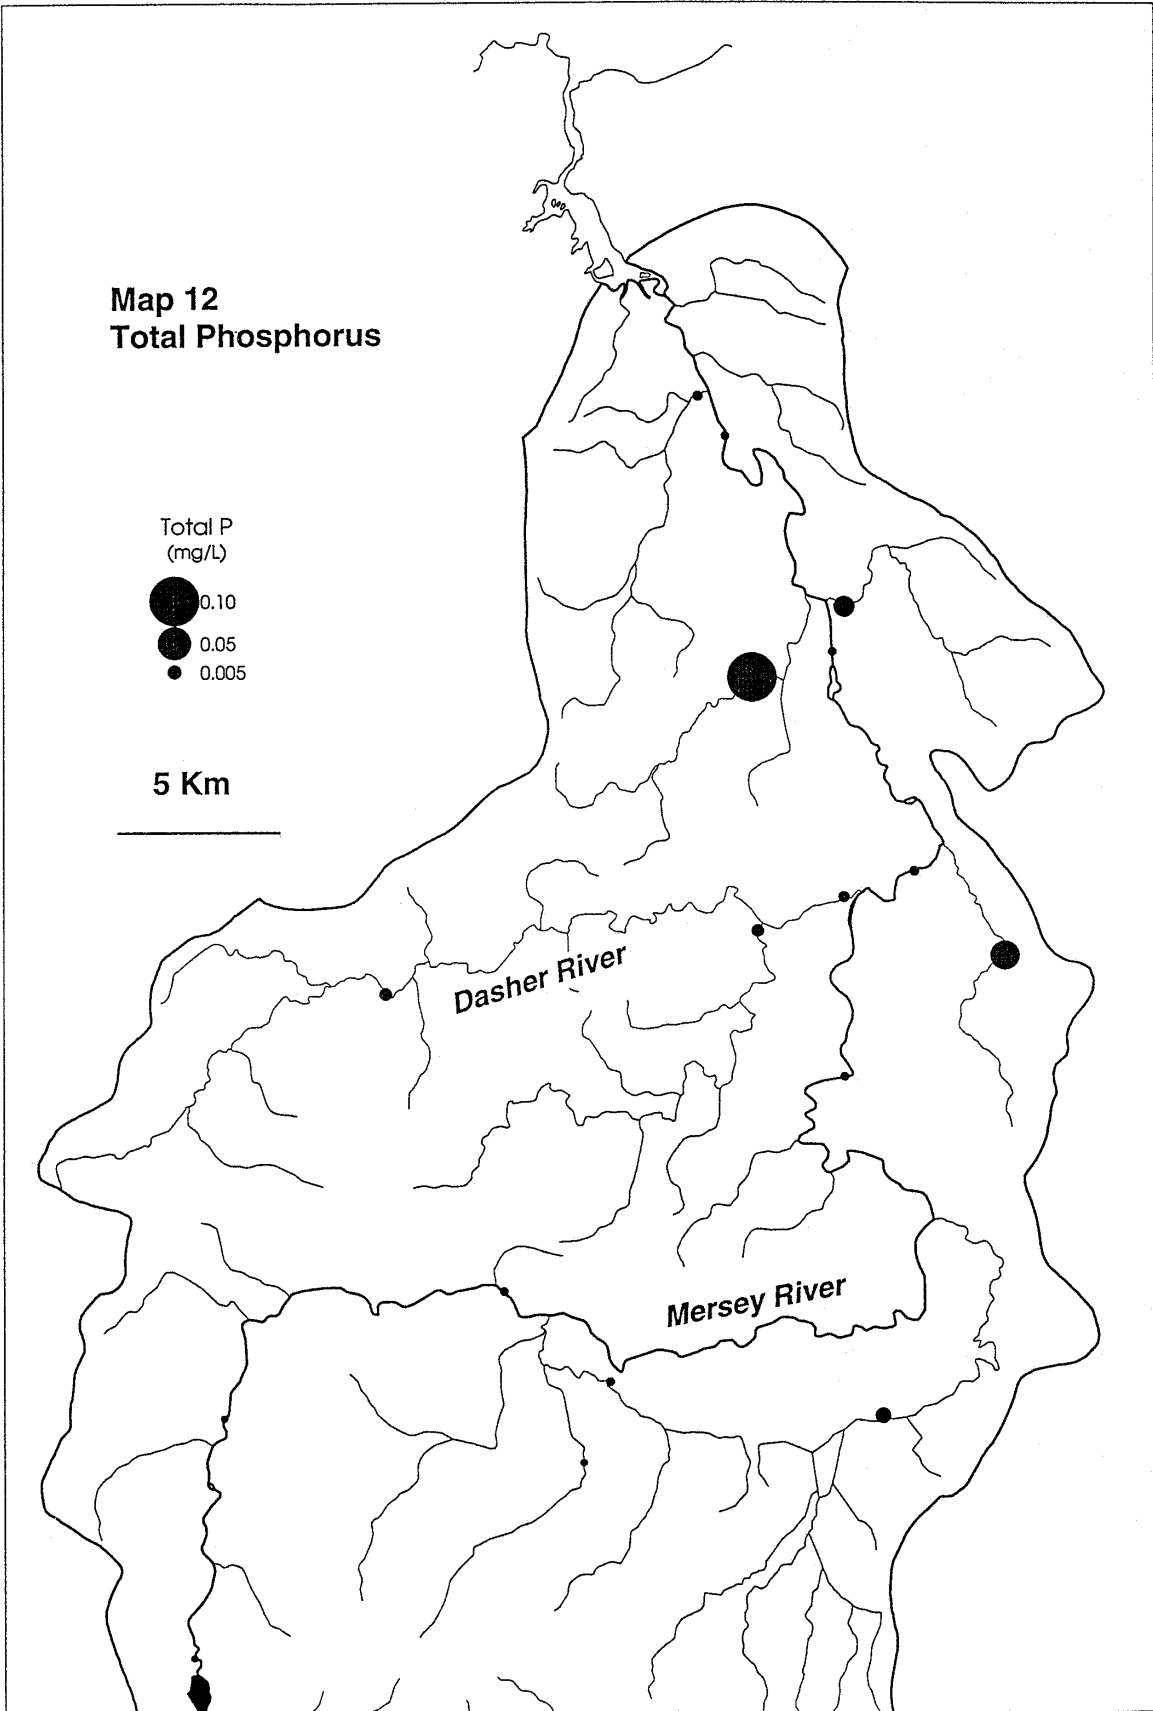 Map 12
Total Phosphorus
Total P
(mg/L)
0.10
0.05
0.005
5 Km
Dasher River
Mersey River